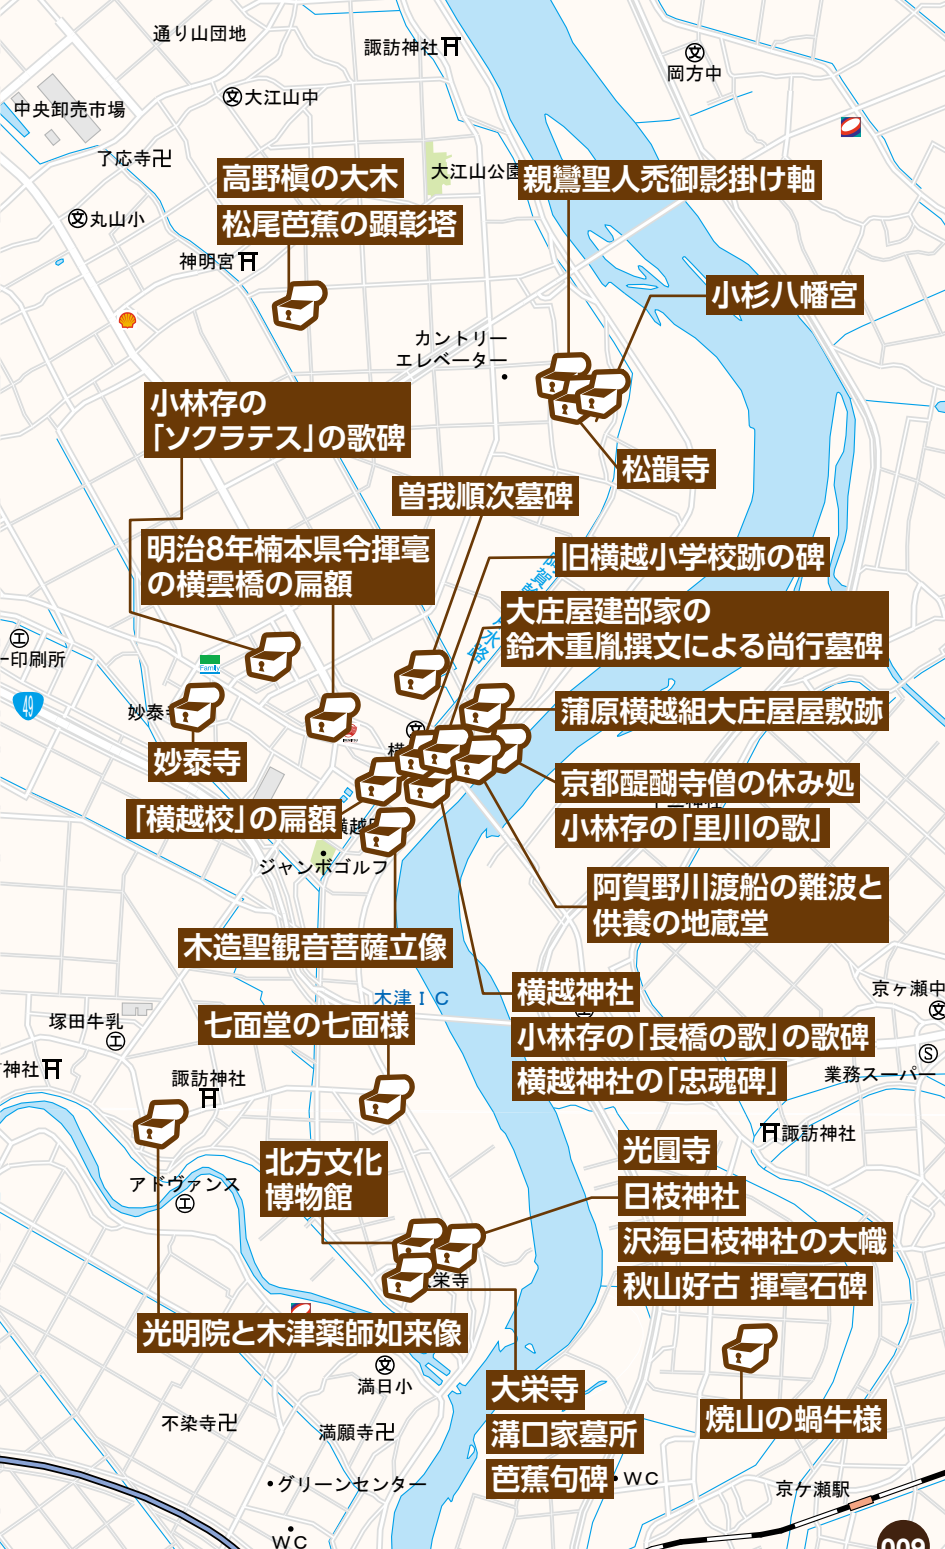 通り山団地
諏訪神社
岡方中
文
大江山中
文
中央卸売市場
了応寺
高野槇の大木
大江山公園
親鸞聖人禿御影掛け軸
文
丸山小
松尾芭蕉の顕彰塔
神明宮
小杉八幡宮
カントリー
エレベーター
小林存の
「ソクラテス」の歌碑
松韻寺
曽我順次墓碑
明治8年楠本県令揮毫
の横雲橋の扁額
旧横越小学校跡の碑
大庄屋建部家の
鈴木重胤撰文による尚行墓碑
工
ー印刷所
Family
49
妙泰寺
文
蒲原横越組大庄屋屋敷跡
妙泰寺
京都醍醐寺僧の休み処
「横越校」の扁額
小林存の「里川の歌」
ジャンボゴルフ
阿賀野川渡船の難波と
供養の地蔵堂
木造聖観音菩薩立像
木津IC
横越神社
京ヶ瀬中
文
塚田牛乳
工
七面堂の七面様
小林存の「長橋の歌」の歌碑
S
業務スーパー
神社
諏訪神社
横越神社の「忠魂碑」
諏訪神社
北方文化
博物館
光圓寺
アドヴァンス
工
日枝神社
沢海日枝神社の大幟
栄寺
秋山好古 揮毫石碑
光明院と木津薬師如来像
文
満日小
大栄寺
焼山の蝸牛様
不染寺
満願寺
溝口家墓所
グリーンセンター
芭蕉句碑
WC
京ケ瀬駅
WC
009